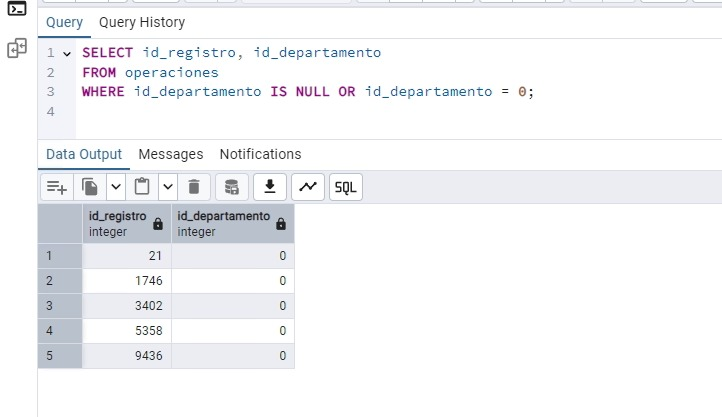 Query Query History
1 SELECT id_registro, id_departamento
2 FROM operaciones
3 WHERE id_departamento IS NULL OR id_departamento = 0;
4
Data Output Messages Notifications
SQL
id_registro id_departamento
integer integer
1 21 0
2 1746 0
3 3402 0
4 5358 0
5 9436 0